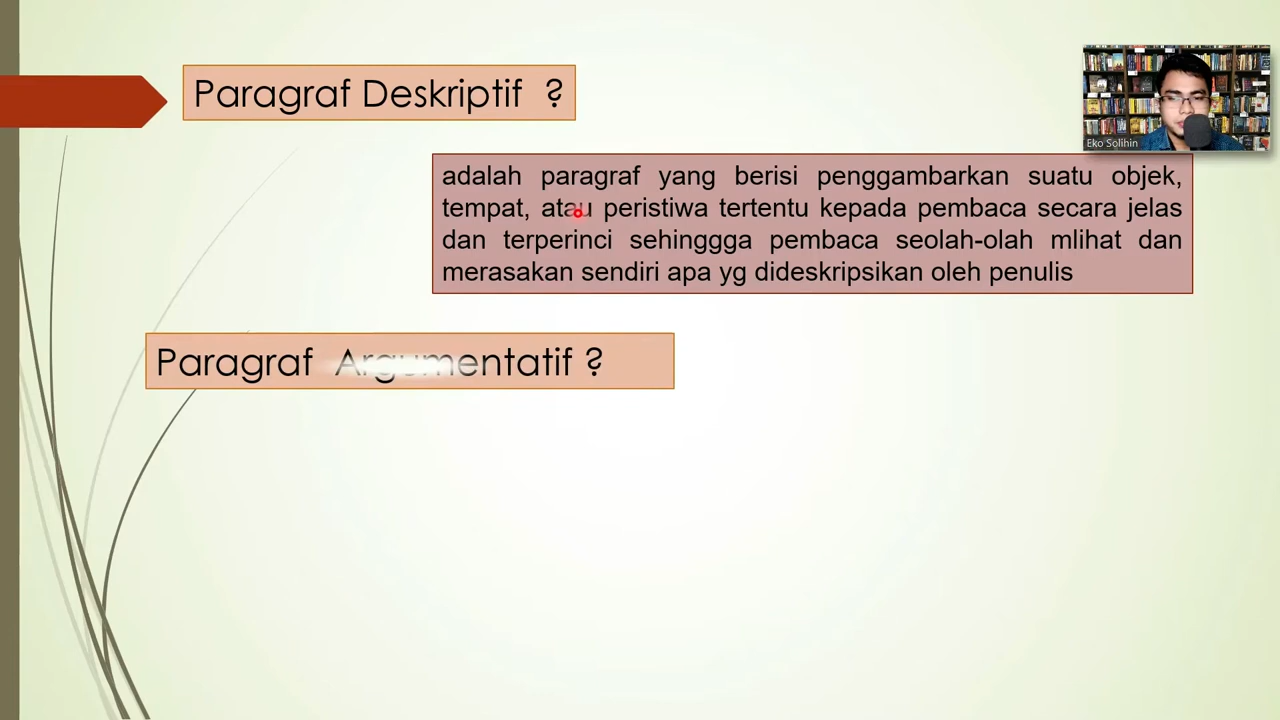 Paragraf Deskriptif ?
Eko Solihin
adalah paragraf yang berisi penggambarkan suatu objek,
tempat, atau peristiwa tertentu kepada pembaca secara jelas
dan terperinci sehinggga pembaca seolah-olah mlihat dan
merasakan sendiri apa yg dideskripsikan oleh penulis
Paragraf Argumentatif ?